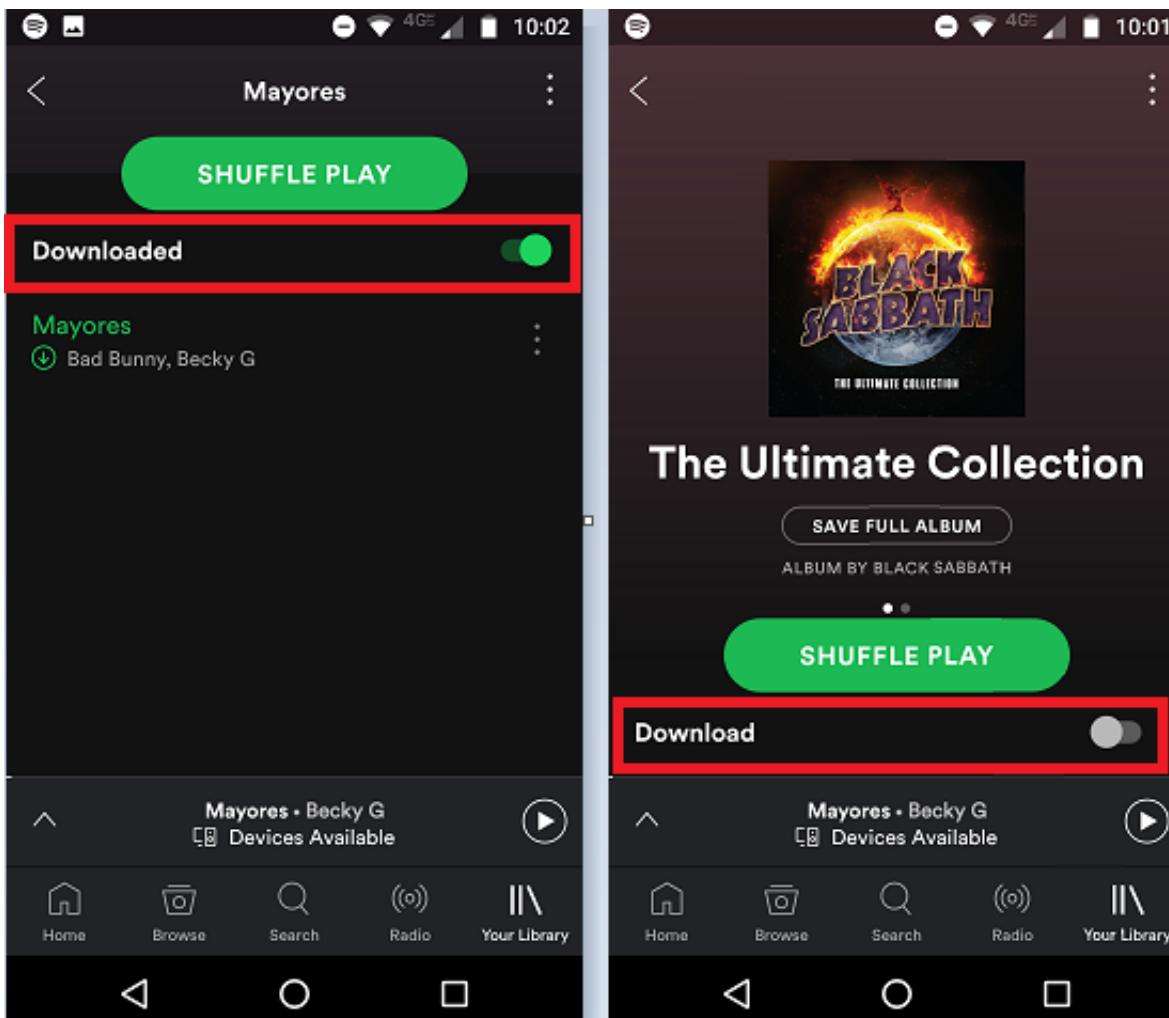 4GE 10:02
Mayores
SHUFFLE PLAY
Downloaded
Mayores
Bad Bunny, Becky G
Mayores • Becky G
Devices Available
Home Browse Search Radio Your Library
4GE 10:01
BLACK
SABBATH
THE ULTIMATE COLLECTION
The Ultimate Collection
SAVE FULL ALBUM
ALBUM BY BLACK SABBATH
SHUFFLE PLAY
Download
Mayores • Becky G
Devices Available
Home Browse Search Radio Your Library